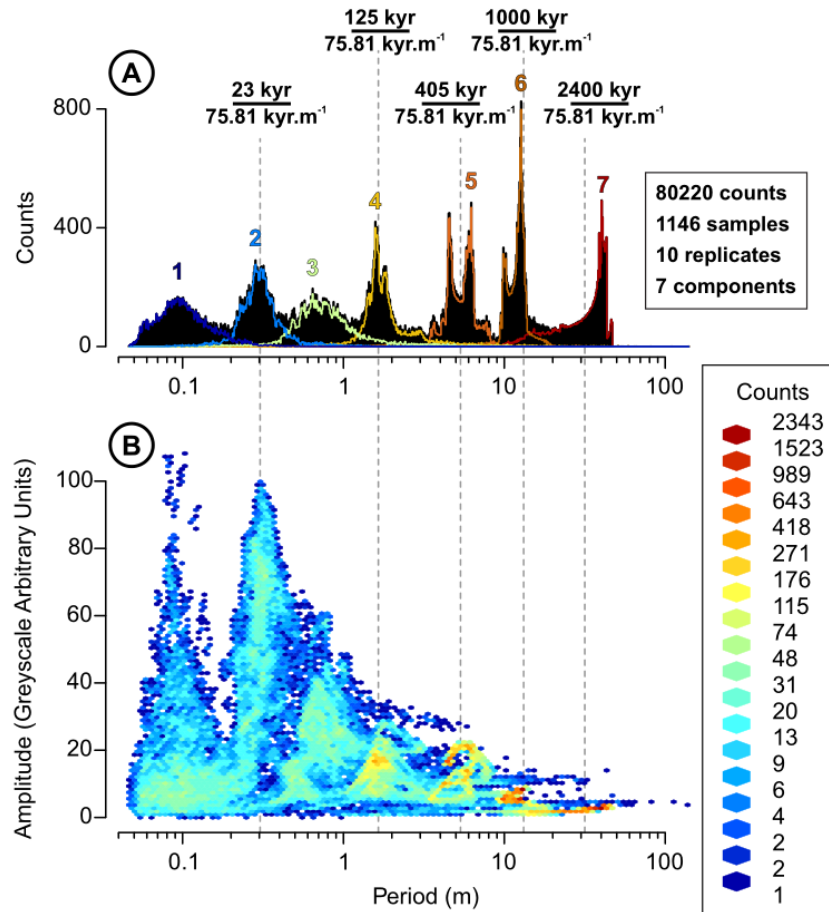 125 kyr
75.81 kyr.m⁻¹
1000 kyr
75.81 kyr.m⁻¹
A
23 kyr
75.81 kyr.m⁻¹
405 kyr
75.81 kyr.m⁻¹
6
2400 kyr
75.81 kyr.m⁻¹
800
400
0
Counts
1
2
3
4
5
7
80220 counts
1146 samples
10 replicates
7 components
0.1
1
10
100
B
100
80
60
40
20
0
Amplitude (Greyscale Arbitrary Units)
0.1
1
10
100
Period (m)
Counts
2343
1523
989
643
418
271
176
115
74
48
31
20
13
9
6
4
2
2
1